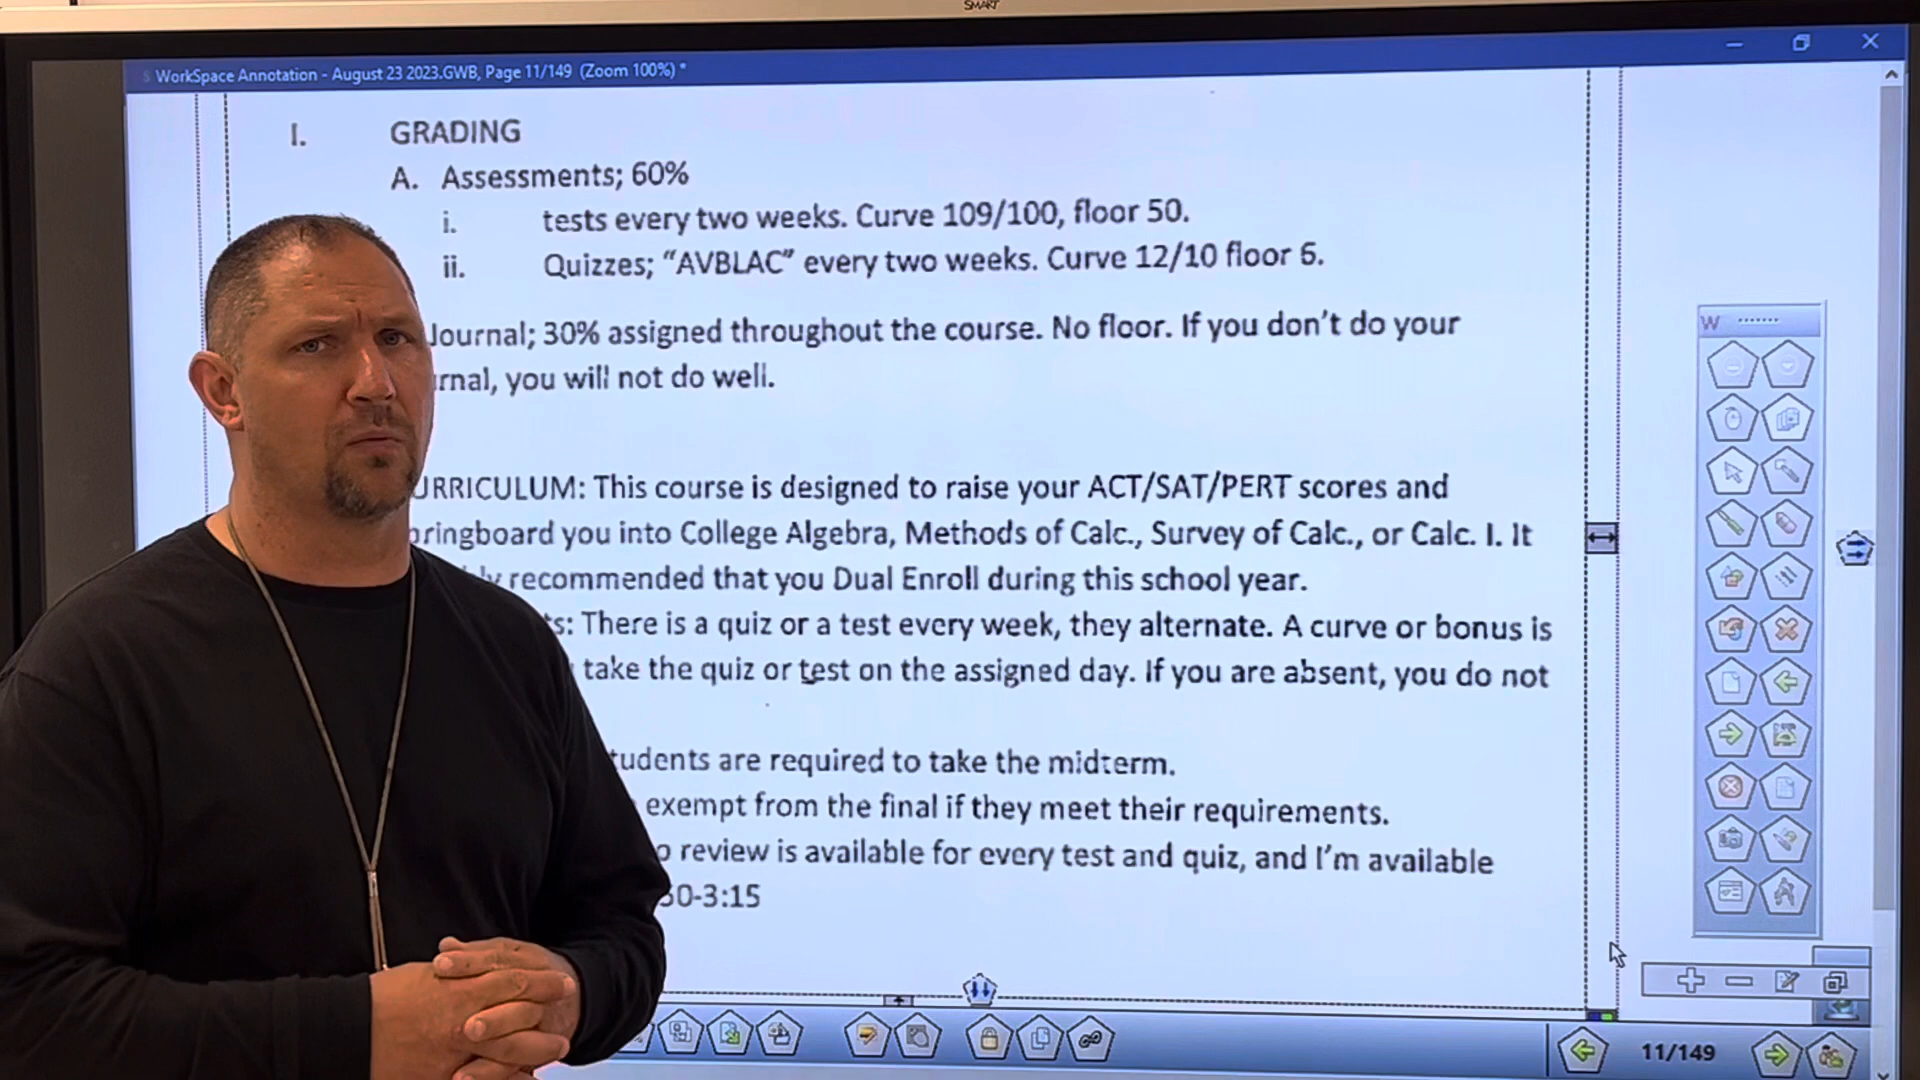 SMART
WorkSpace Annotation - August 23 2023.GWB, Page 11/149 (Zoom 100%) *
I. GRADING
A. Assessments; 60%
i. tests every two weeks. Curve 109/100, floor 50.
ii. Quizzes; “AVBLAC” every two weeks. Curve 12/10 floor 6.
Journal; 30% assigned throughout the course. No floor. If you don’t do your
rnal, you will not do well.
W
URRICULUM: This course is designed to raise your ACT/SAT/PERT scores and
pringboard you into College Algebra, Methods of Calc., Survey of Calc., or Calc. I. It
ly recommended that you Dual Enroll during this school year.
ts: There is a quiz or a test every week, they alternate. A curve or bonus is
take the quiz or test on the assigned day. If you are absent, you do not
tudents are required to take the midterm.
exempt from the final if they meet their requirements.
o review is available for every test and quiz, and I’m available
30-3:15
11/149